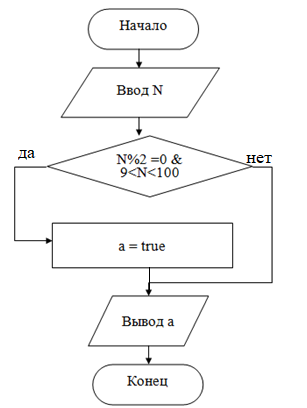 Начало
Ввод N
да
N%2 =0 &
9<N<100
нет
a = true
Вывод a
Конец